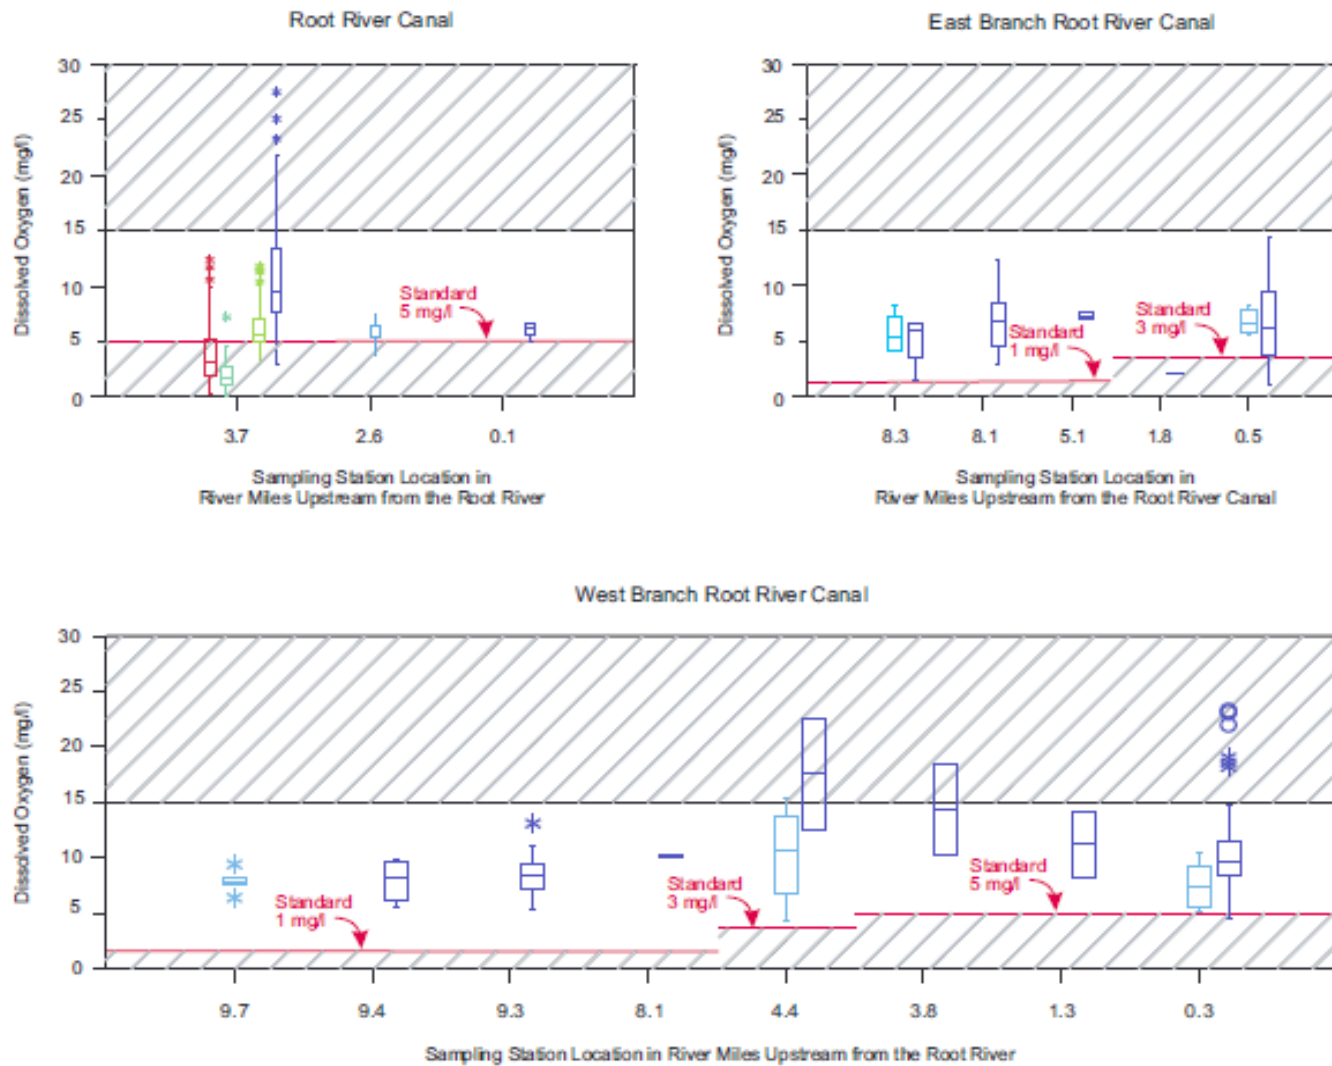 Root River Canal
East Branch Root River Canal
30
25
20
15
10
5
0
Dissolved Oxygen (mg/l)
Standard
5 mg/l
3.7
2.6
0.1
Sampling Station Location in
River Miles Upstream from the Root River
30
25
20
15
10
5
0
Dissolved Oxygen (mg/l)
Standard
1 mg/l
Standard
3 mg/l
8.3
8.1
5.1
1.8
0.5
Sampling Station Location in
River Miles Upstream from the Root River Canal
West Branch Root River Canal
30
25
20
15
10
5
0
Dissolved Oxygen (mg/l)
Standard
1 mg/l
Standard
3 mg/l
Standard
5 mg/l
9.7
9.4
9.3
8.1
4.4
3.8
1.3
0.3
Sampling Station Location in River Miles Upstream from the Root River